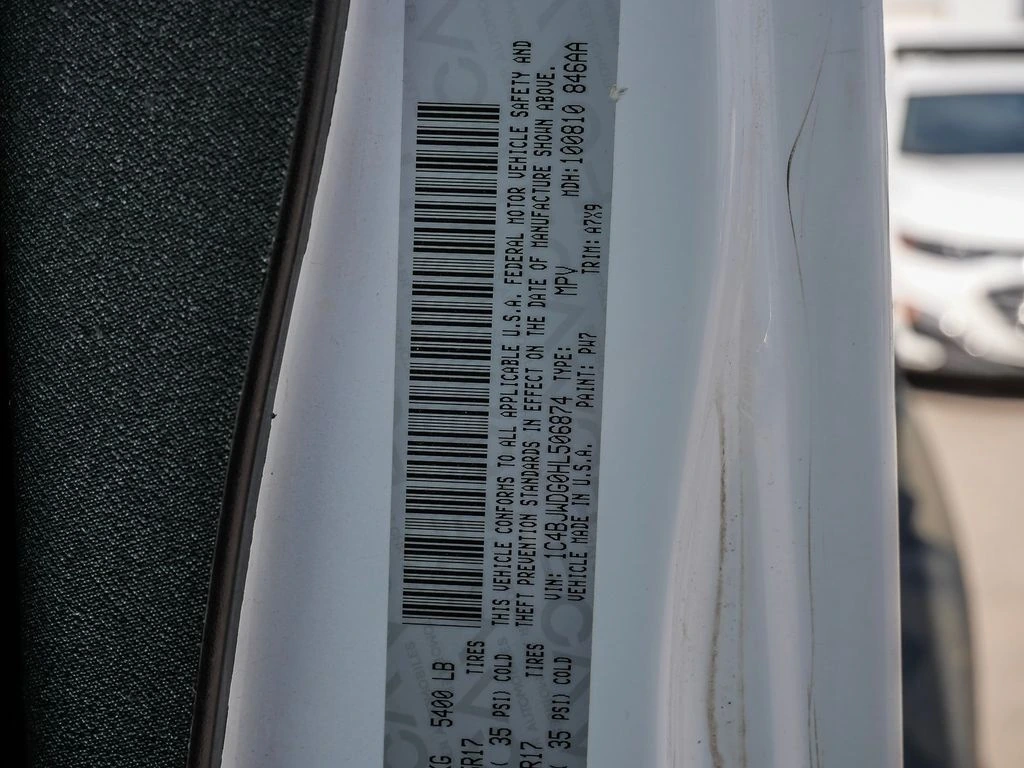 KG 5400 LB
R17 TIRES
( 35 PSI) COLD
THIS VEHICLE CONFORMS TO ALL APPLICABLE U.S.A. FEDERAL MOTOR VEHICLE SAFETY AND
THEFT PREVENTION STANDARDS IN EFFECT ON THE DATE OF MANUFACTURE SHOWN ABOVE.
R17 TIRES
( 35 PSI) COLD
VIN: 1C4BJWDG0HL506874 TYPE: MPV MDH: 100810 846AA
VEHICLE MADE IN U.S.A. PAINT: PW7 TRIM: A7X9